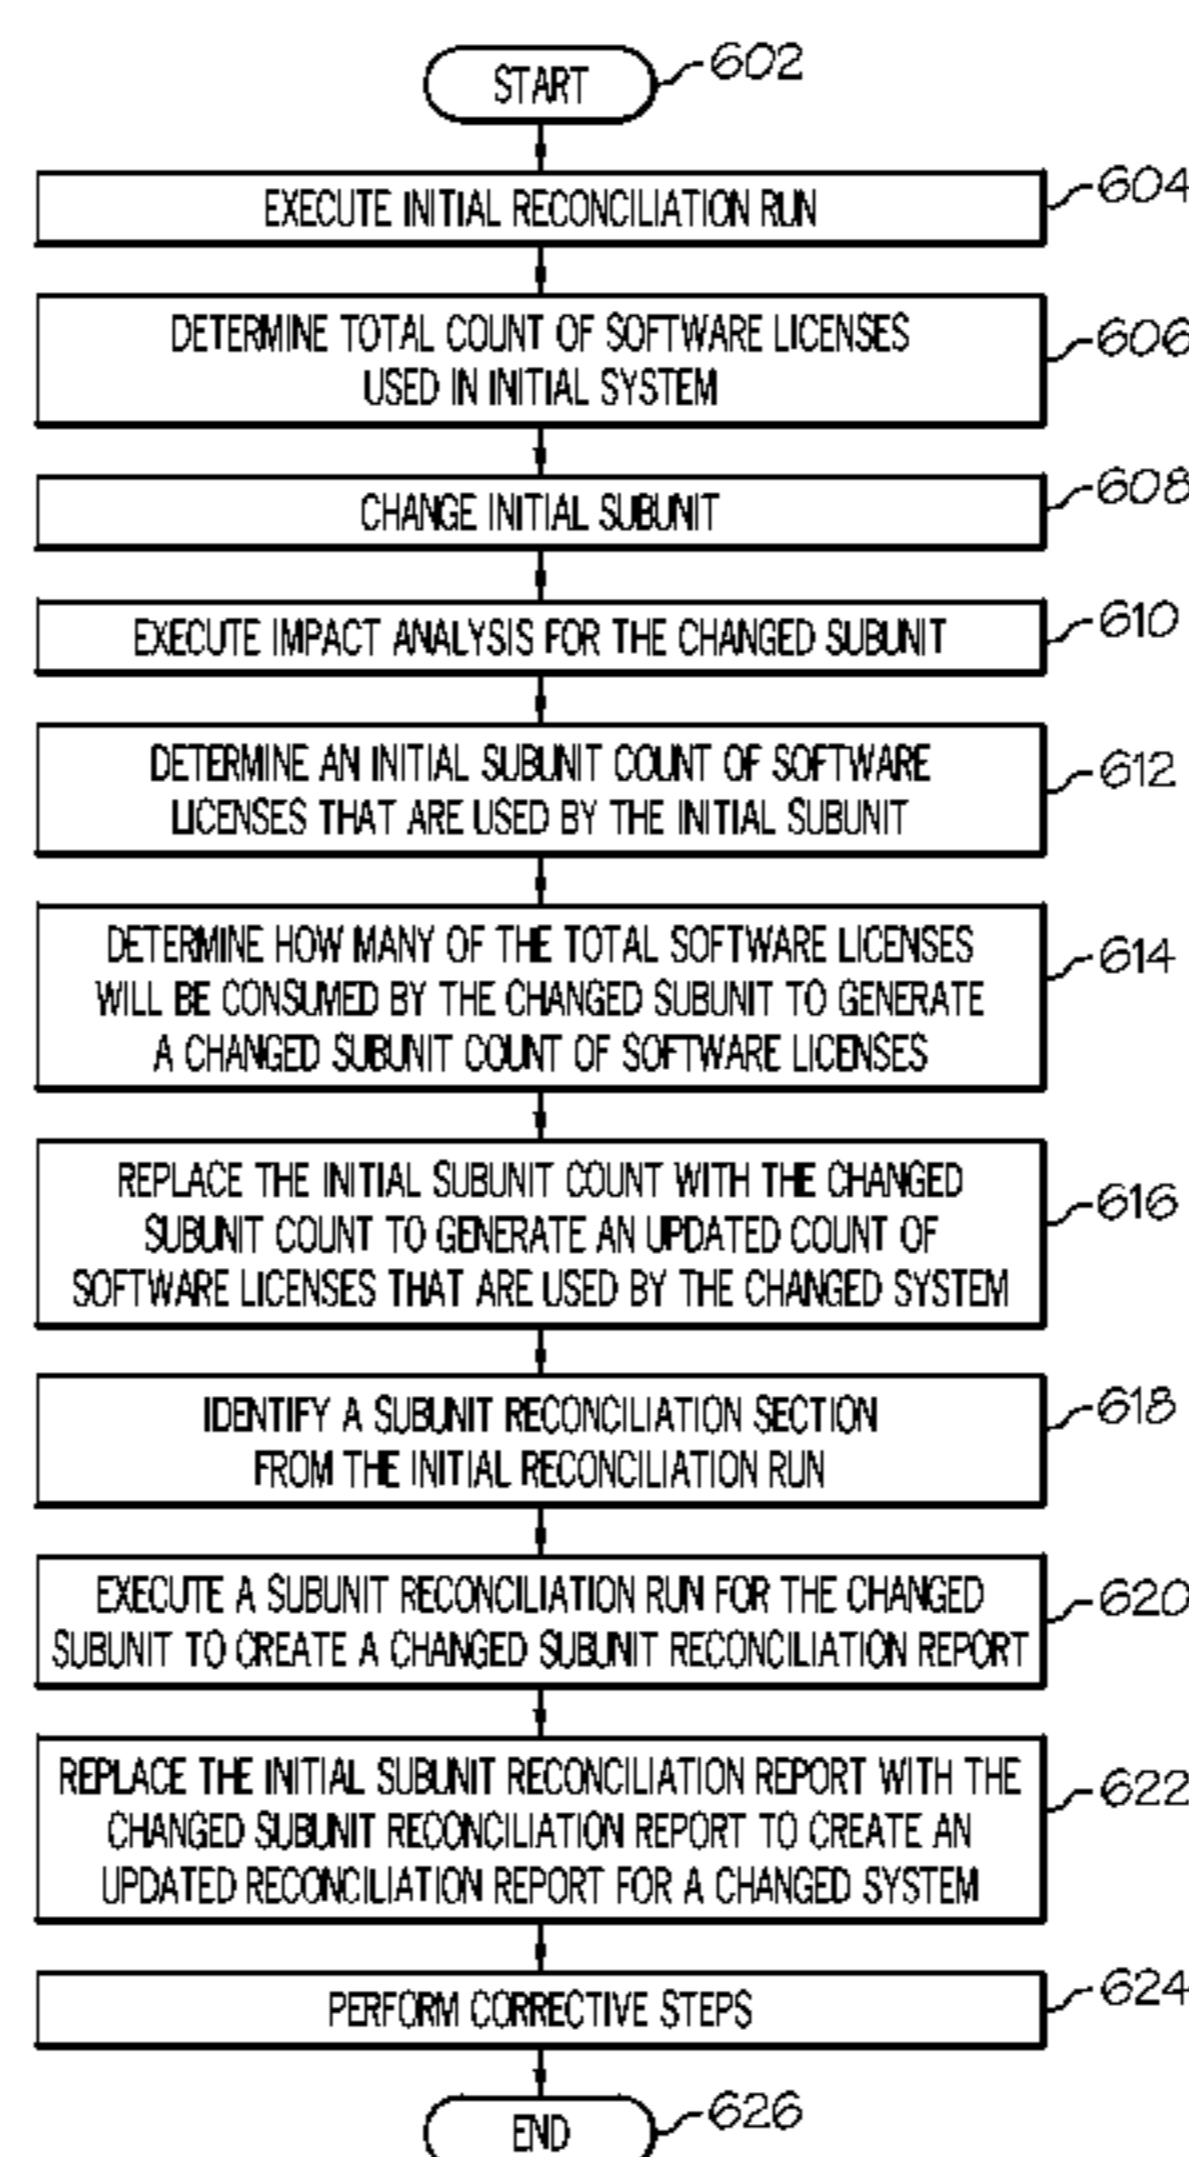 START
602
EXECUTE INITIAL RECONCILIATION RUN
604
DETERMINE TOTAL COUNT OF SOFTWARE LICENSES
USED IN INITIAL SYSTEM
606
CHANGE INITIAL SUBUNIT
608
EXECUTE IMPACT ANALYSIS FOR THE CHANGED SUBUNIT
610
DETERMINE AN INITIAL SUBUNIT COUNT OF SOFTWARE
LICENSES THAT ARE USED BY THE INITIAL SUBUNIT
612
DETERMINE HOW MANY OF THE TOTAL SOFTWARE LICENSES
WILL BE CONSUMED BY THE CHANGED SUBUNIT TO GENERATE
A CHANGED SUBUNIT COUNT OF SOFTWARE LICENSES
614
REPLACE THE INITIAL SUBUNIT COUNT WITH THE CHANGED
SUBUNIT COUNT TO GENERATE AN UPDATED COUNT OF
SOFTWARE LICENSES THAT ARE USED BY THE CHANGED SYSTEM
616
IDENTIFY A SUBUNIT RECONCILIATION SECTION
FROM THE INITIAL RECONCILIATION RUN
618
EXECUTE A SUBUNIT RECONCILIATION RUN FOR THE CHANGED
SUBUNIT TO CREATE A CHANGED SUBUNIT RECONCILIATION REPORT
620
REPLACE THE INITIAL SUBUNIT RECONCILIATION REPORT WITH THE
CHANGED SUBUNIT RECONCILIATION REPORT TO CREATE AN
UPDATED RECONCILIATION REPORT FOR A CHANGED SYSTEM
622
PERFORM CORRECTIVE STEPS
624
END
626